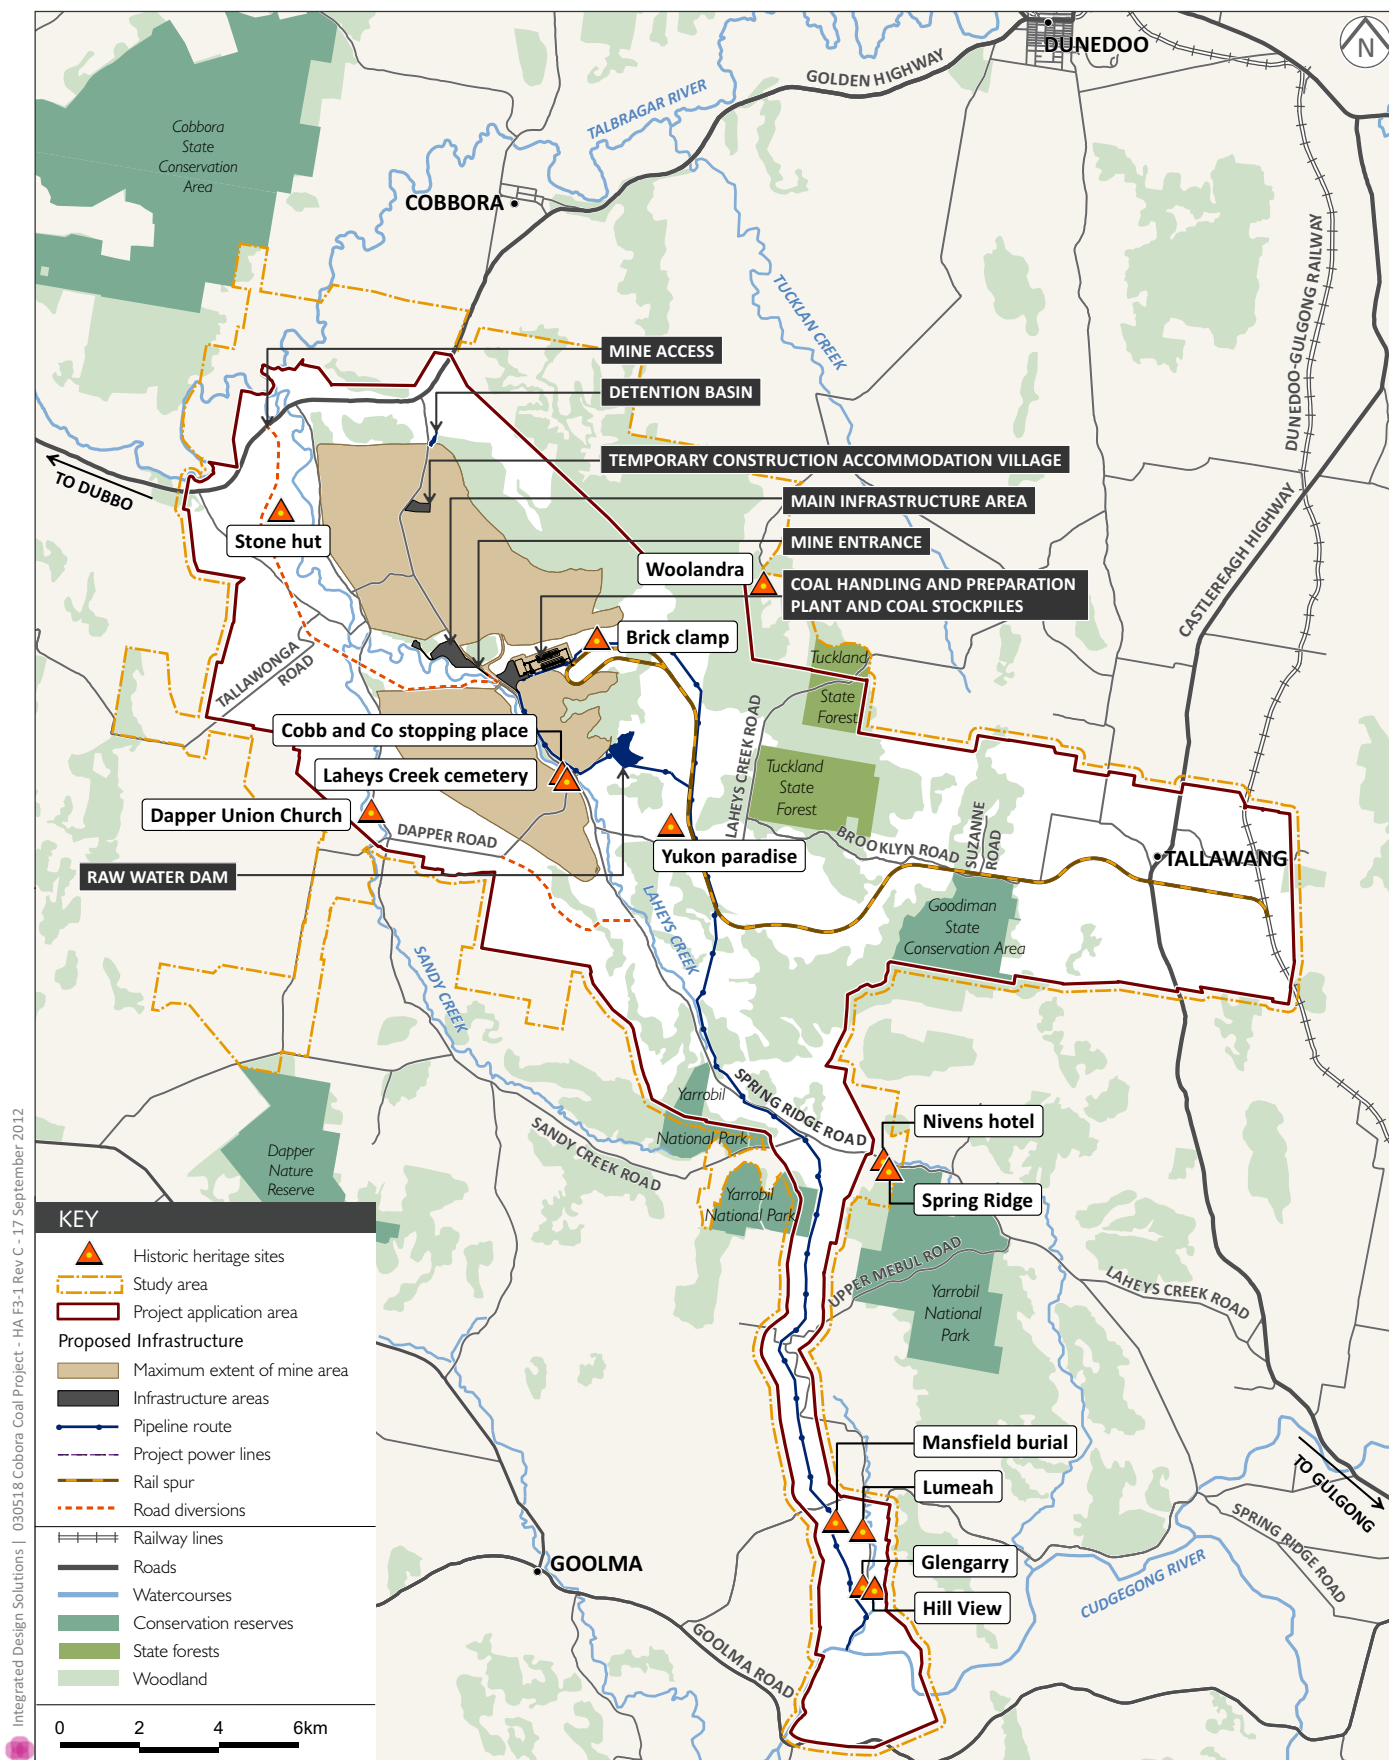 DUNEDOO
N
GOLDEN HIGHWAY
TALBRAGAR RIVER
Cobbora
State
Conservation
Area
COBBORA
TUCKLAN CREEK
DUNEDOO-GULGONG RAILWAY
MINE ACCESS
DETENTION BASIN
TEMPORARY CONSTRUCTION ACCOMMODATION VILLAGE
TO DUBBO
MAIN INFRASTRUCTURE AREA
Stone hut
MINE ENTRANCE
CASTLEREAGH HIGHWAY
Woolandra
COAL HANDLING AND PREPARATION
PLANT AND COAL STOCKPILES
Brick clamp
Tuckland
State
Forest
TALLAWONGA
ROAD
Cobb and Co stopping place
LAHEYS CREEK ROAD
Laheys Creek cemetery
Tuckland
State
Forest
Dapper Union Church
DAPPER ROAD
Yukon paradise
BROOKLYN ROAD
SUZANNE
ROAD
TALLAWANG
RAW WATER DAM
LAHEYS CREEK
Goodiman
State
Conservation Area
SANDY CREEK
SPRING RIDGE ROAD
Yarrobil
National Park
SANDY CREEK ROAD
Nivens hotel
Dapper
Nature
Reserve
Yarrobil
National Park
Spring Ridge
UPPER MEBUL ROAD
LAHEYS CREEK ROAD
Yarrobil
National
Park
KEY
Historic heritage sites
Study area
Project application area
Proposed Infrastructure
Maximum extent of mine area
Infrastructure areas
Pipeline route
Project power lines
Rail spur
Road diversions
Railway lines
Roads
Watercourses
Conservation reserves
State forests
Woodland
0 2 4 6km
Mansfield burial
Lumeah
TO GULGONG
SPRING RIDGE ROAD
GOOLMA
Glengarry
Hill View
CUDGEGONG RIVER
GOOLMA ROAD
Integrated Design Solutions | 030518 Cobora Coal Project - HA F3-1 Rev C - 17 September 2012